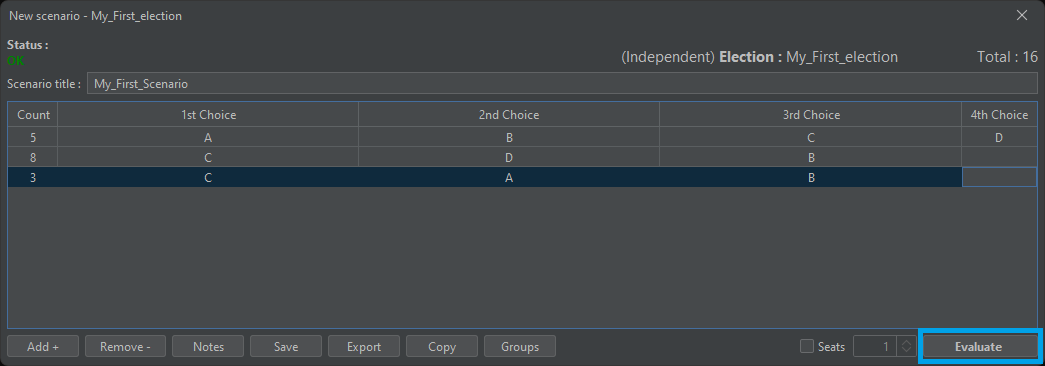 New scenario - My_First_election
Status :
OK
(Independent) Election : My_First_election Total : 16
Scenario title : My_First_Scenario
Count 1st Choice 2nd Choice 3rd Choice 4th Choice
5 A B C D
8 C D B
3 C A B
Add + Remove - Notes Save Export Copy Groups Seats 1 Evaluate